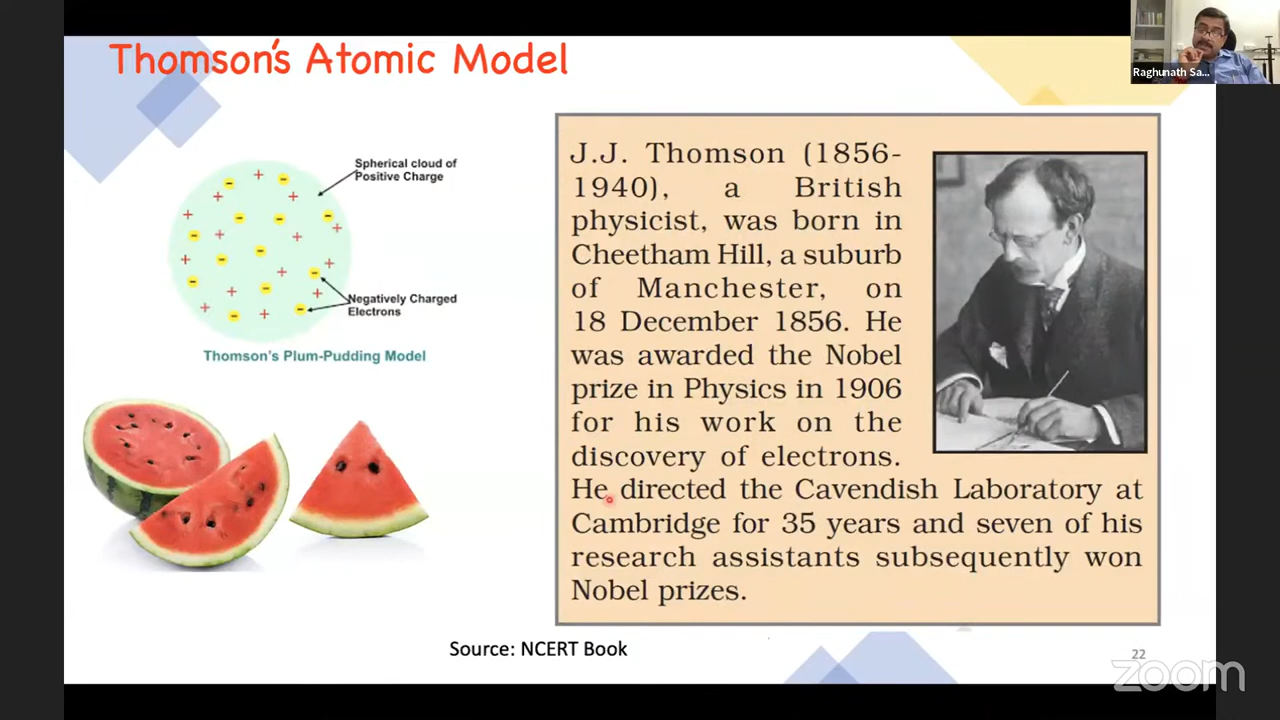 Thomson's Atomic Model
Raghunath Sa...
Spherical cloud of
Positive Charge
Negatively Charged
Electrons
Thomson's Plum-Pudding Model
J.J. Thomson (1856-
1940), a British
physicist, was born in
Cheetham Hill, a suburb
of Manchester, on
18 December 1856. He
was awarded the Nobel
prize in Physics in 1906
for his work on the
discovery of electrons.
He directed the Cavendish Laboratory at
Cambridge for 35 years and seven of his
research assistants subsequently won
Nobel prizes.
Source: NCERT Book
22
zoom